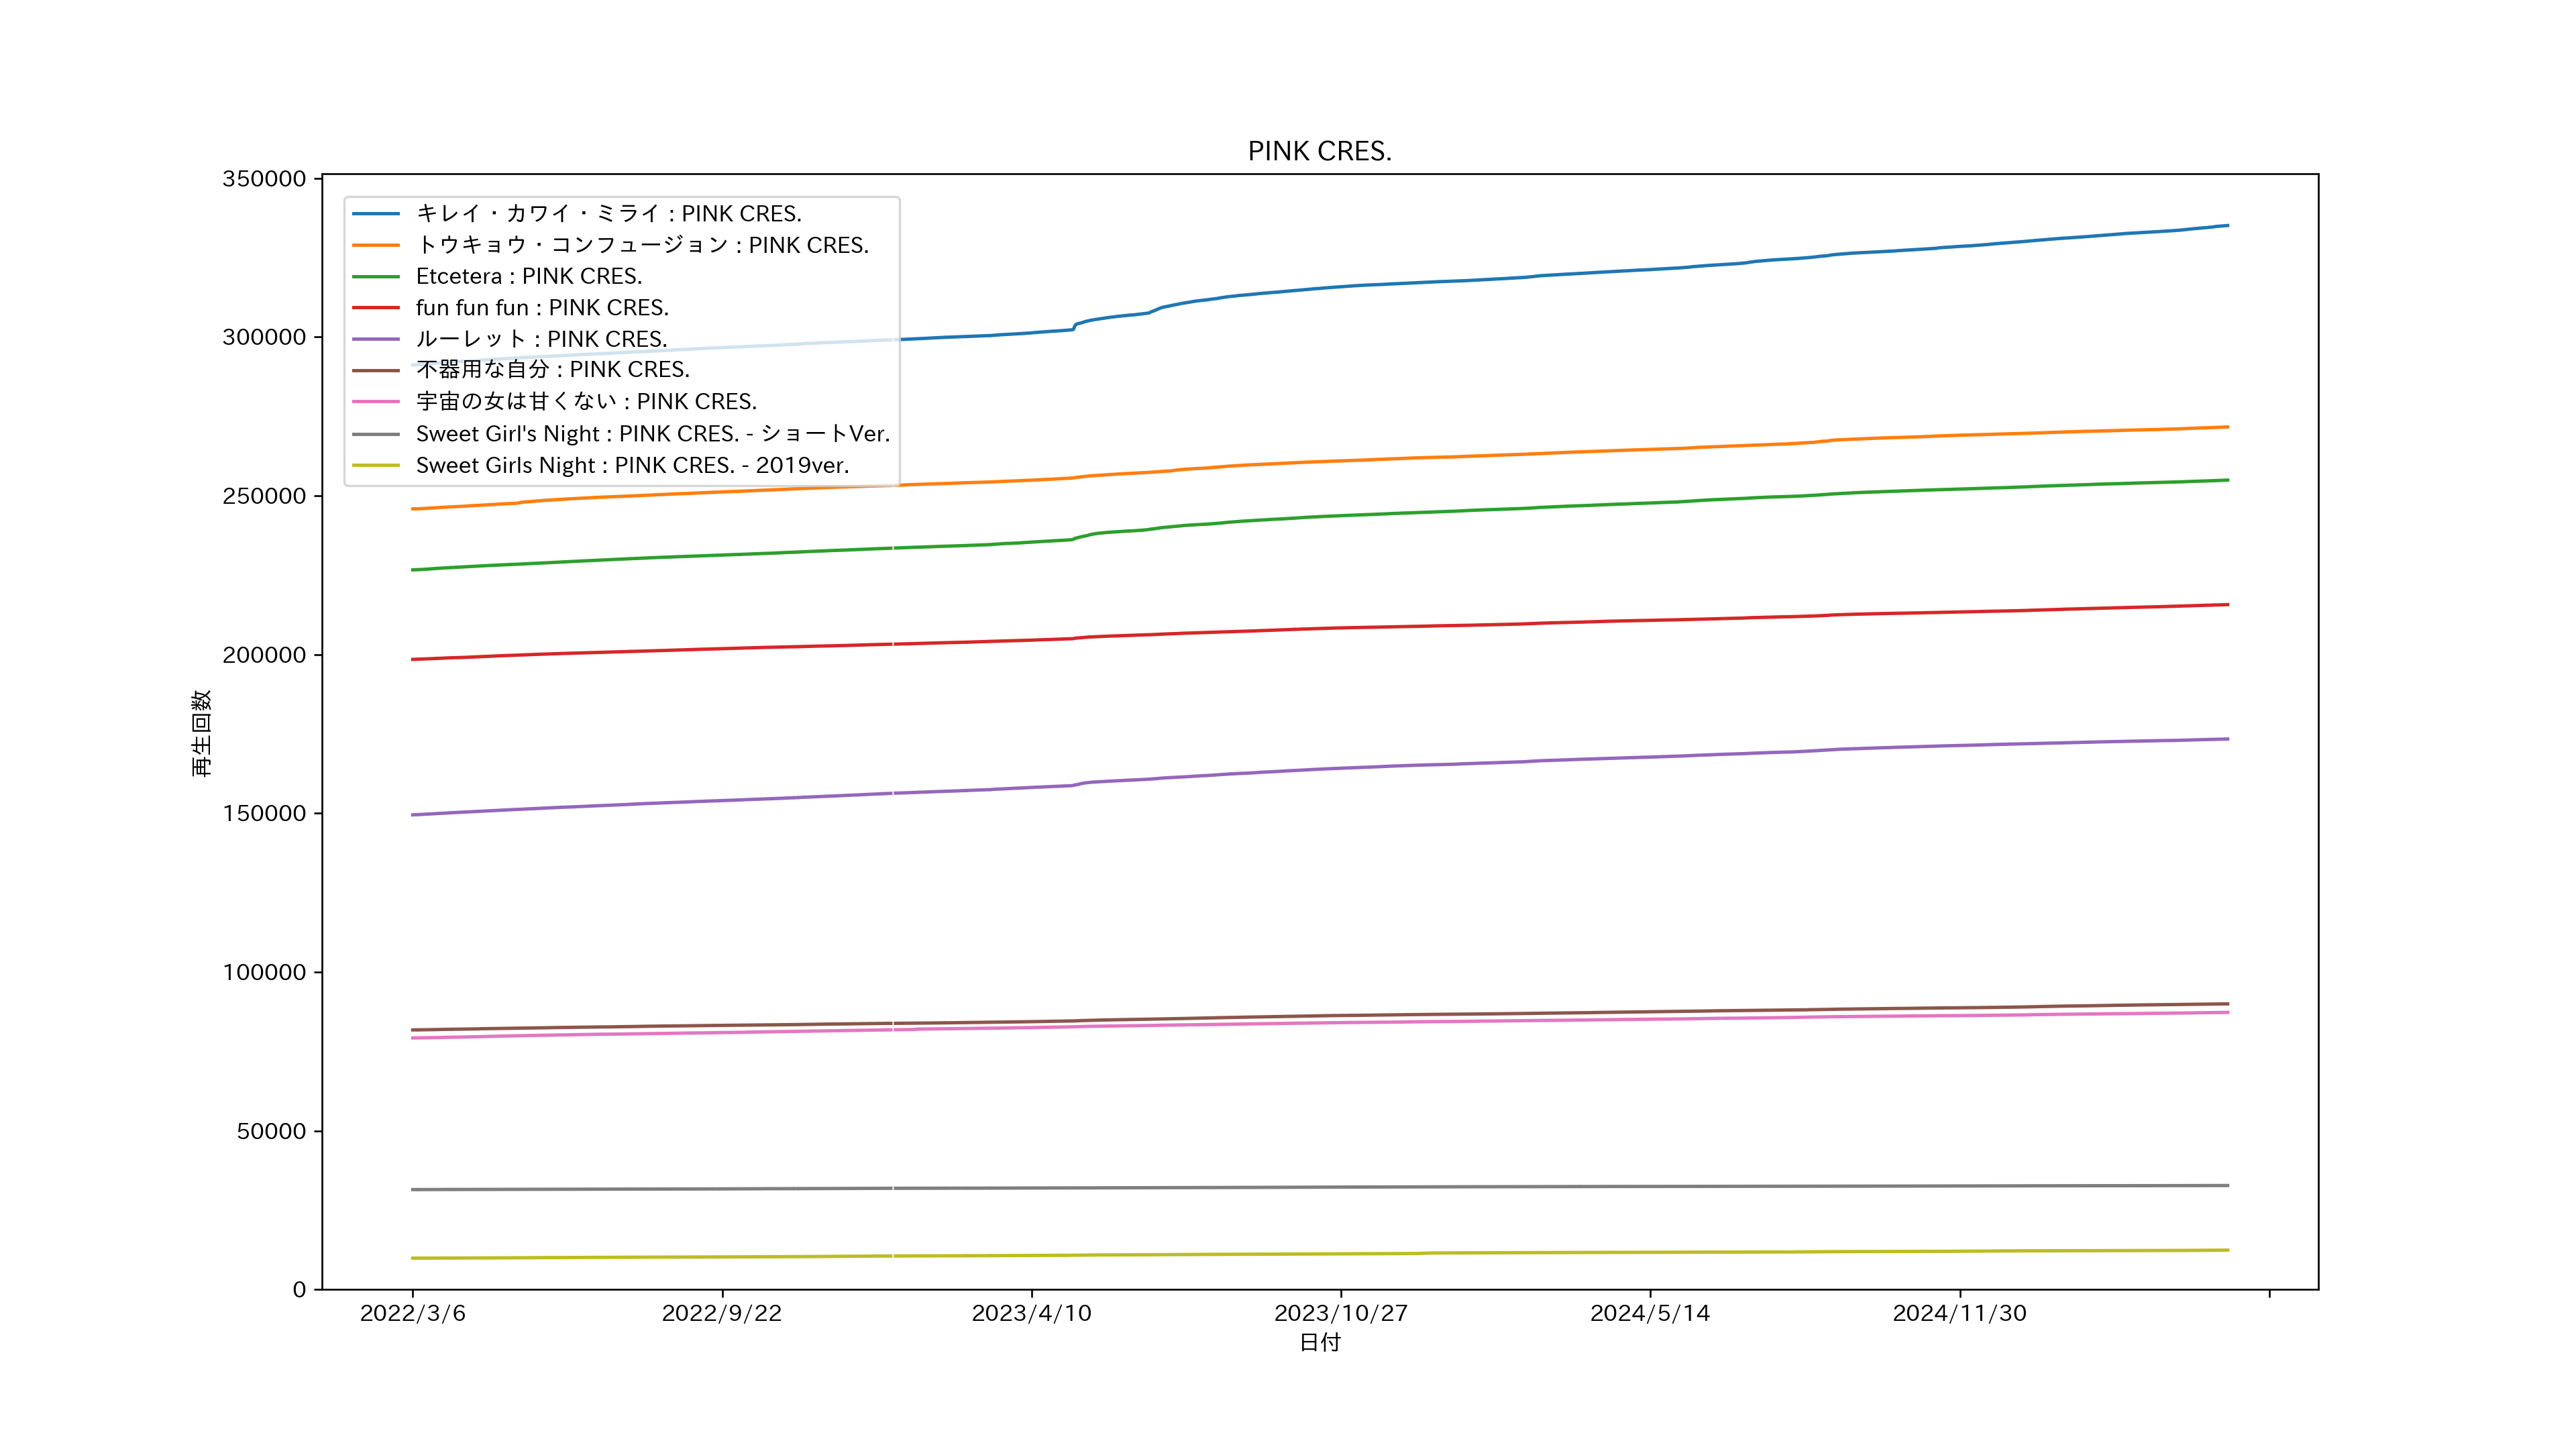 PINK CRES.
350000
300000
250000
200000
150000
100000
50000
0
再生回数
キレイ・カワイ・ミライ : PINK CRES.
トウキョウ・コンフュージョン : PINK CRES.
Etcetera : PINK CRES.
fun fun fun : PINK CRES.
ルーレット : PINK CRES.
不器用な自分 : PINK CRES.
宇宙の女は甘くない : PINK CRES.
Sweet Girl's Night : PINK CRES. - ショートVer.
Sweet Girls Night : PINK CRES. - 2019ver.
2022/3/6 2022/9/22 2023/4/10 2023/10/27 2024/5/14 2024/11/30
日付